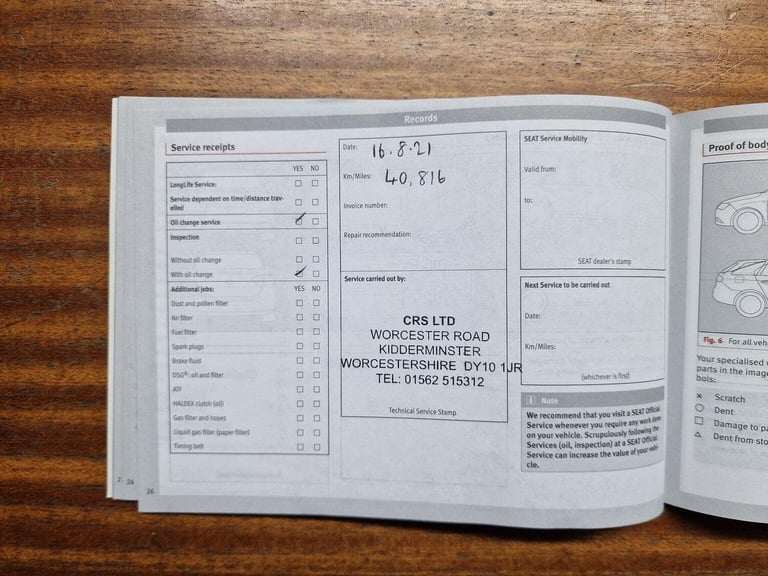 Records
Service receipts
YES NO
LongLife Service:
Service dependent on time/distance trav-
elled
Oil change service
Inspection
Without oil change
With oil change
Additional jobs: YES NO
Dust and pollen filter
Air filter
Fuel filter
Spark plugs
Brake fluid
DSG®: oil and filter
ATF
HALDEX clutch (oil)
Gas filter and hoses
Liquid gas filter (paper filter)
Timing belt
Date: 16.8.21
Km/Miles: 40,816
Invoice number:
Repair recommendation:
Service carried out by:
CRS LTD
WORCESTER ROAD
KIDDERMINSTER
WORCESTERSHIRE DY10 1JR
TEL: 01562 515312
Technical Service Stamp
SEAT Service Mobility
Valid from:
to:
SEAT dealer's stamp
Next Service to be carried out
Date:
Km/Miles:
(whichever is first)
Note
We recommend that you visit a SEAT Official
Service whenever you require any work done
on your vehicle. Scrupulously following the
Services (oil, inspection) at a SEAT Official
Service can increase the value of your vehi-
cle.
2
24
26
Proof of body
Fig. 6 For all veh
Your specialised
parts in the imag
bols:
× Scratch
Dent
Damage to pa
Dent from sto